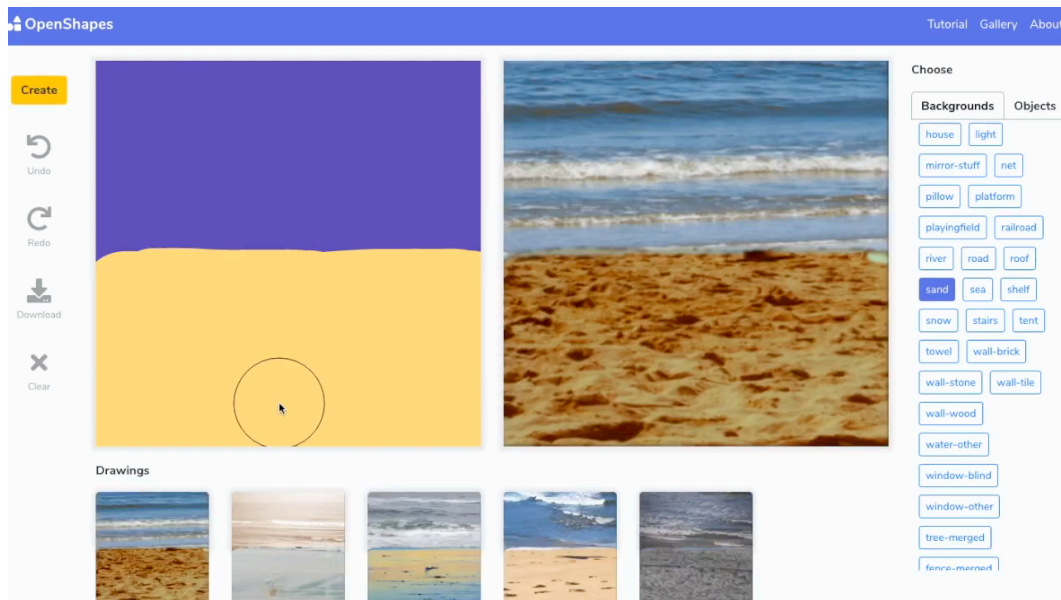 OpenShapes
Tutorial Gallery About
Create
Undo
Redo
Download
Clear
Choose
Backgrounds Objects
house light
mirror-stuff net
pillow platform
playingfield railroad
river road roof
sand sea shelf
snow stairs tent
towel wall-brick
wall-stone wall-tile
wall-wood
water-other
window-blind
window-other
tree-merged
fence-merged
Drawings